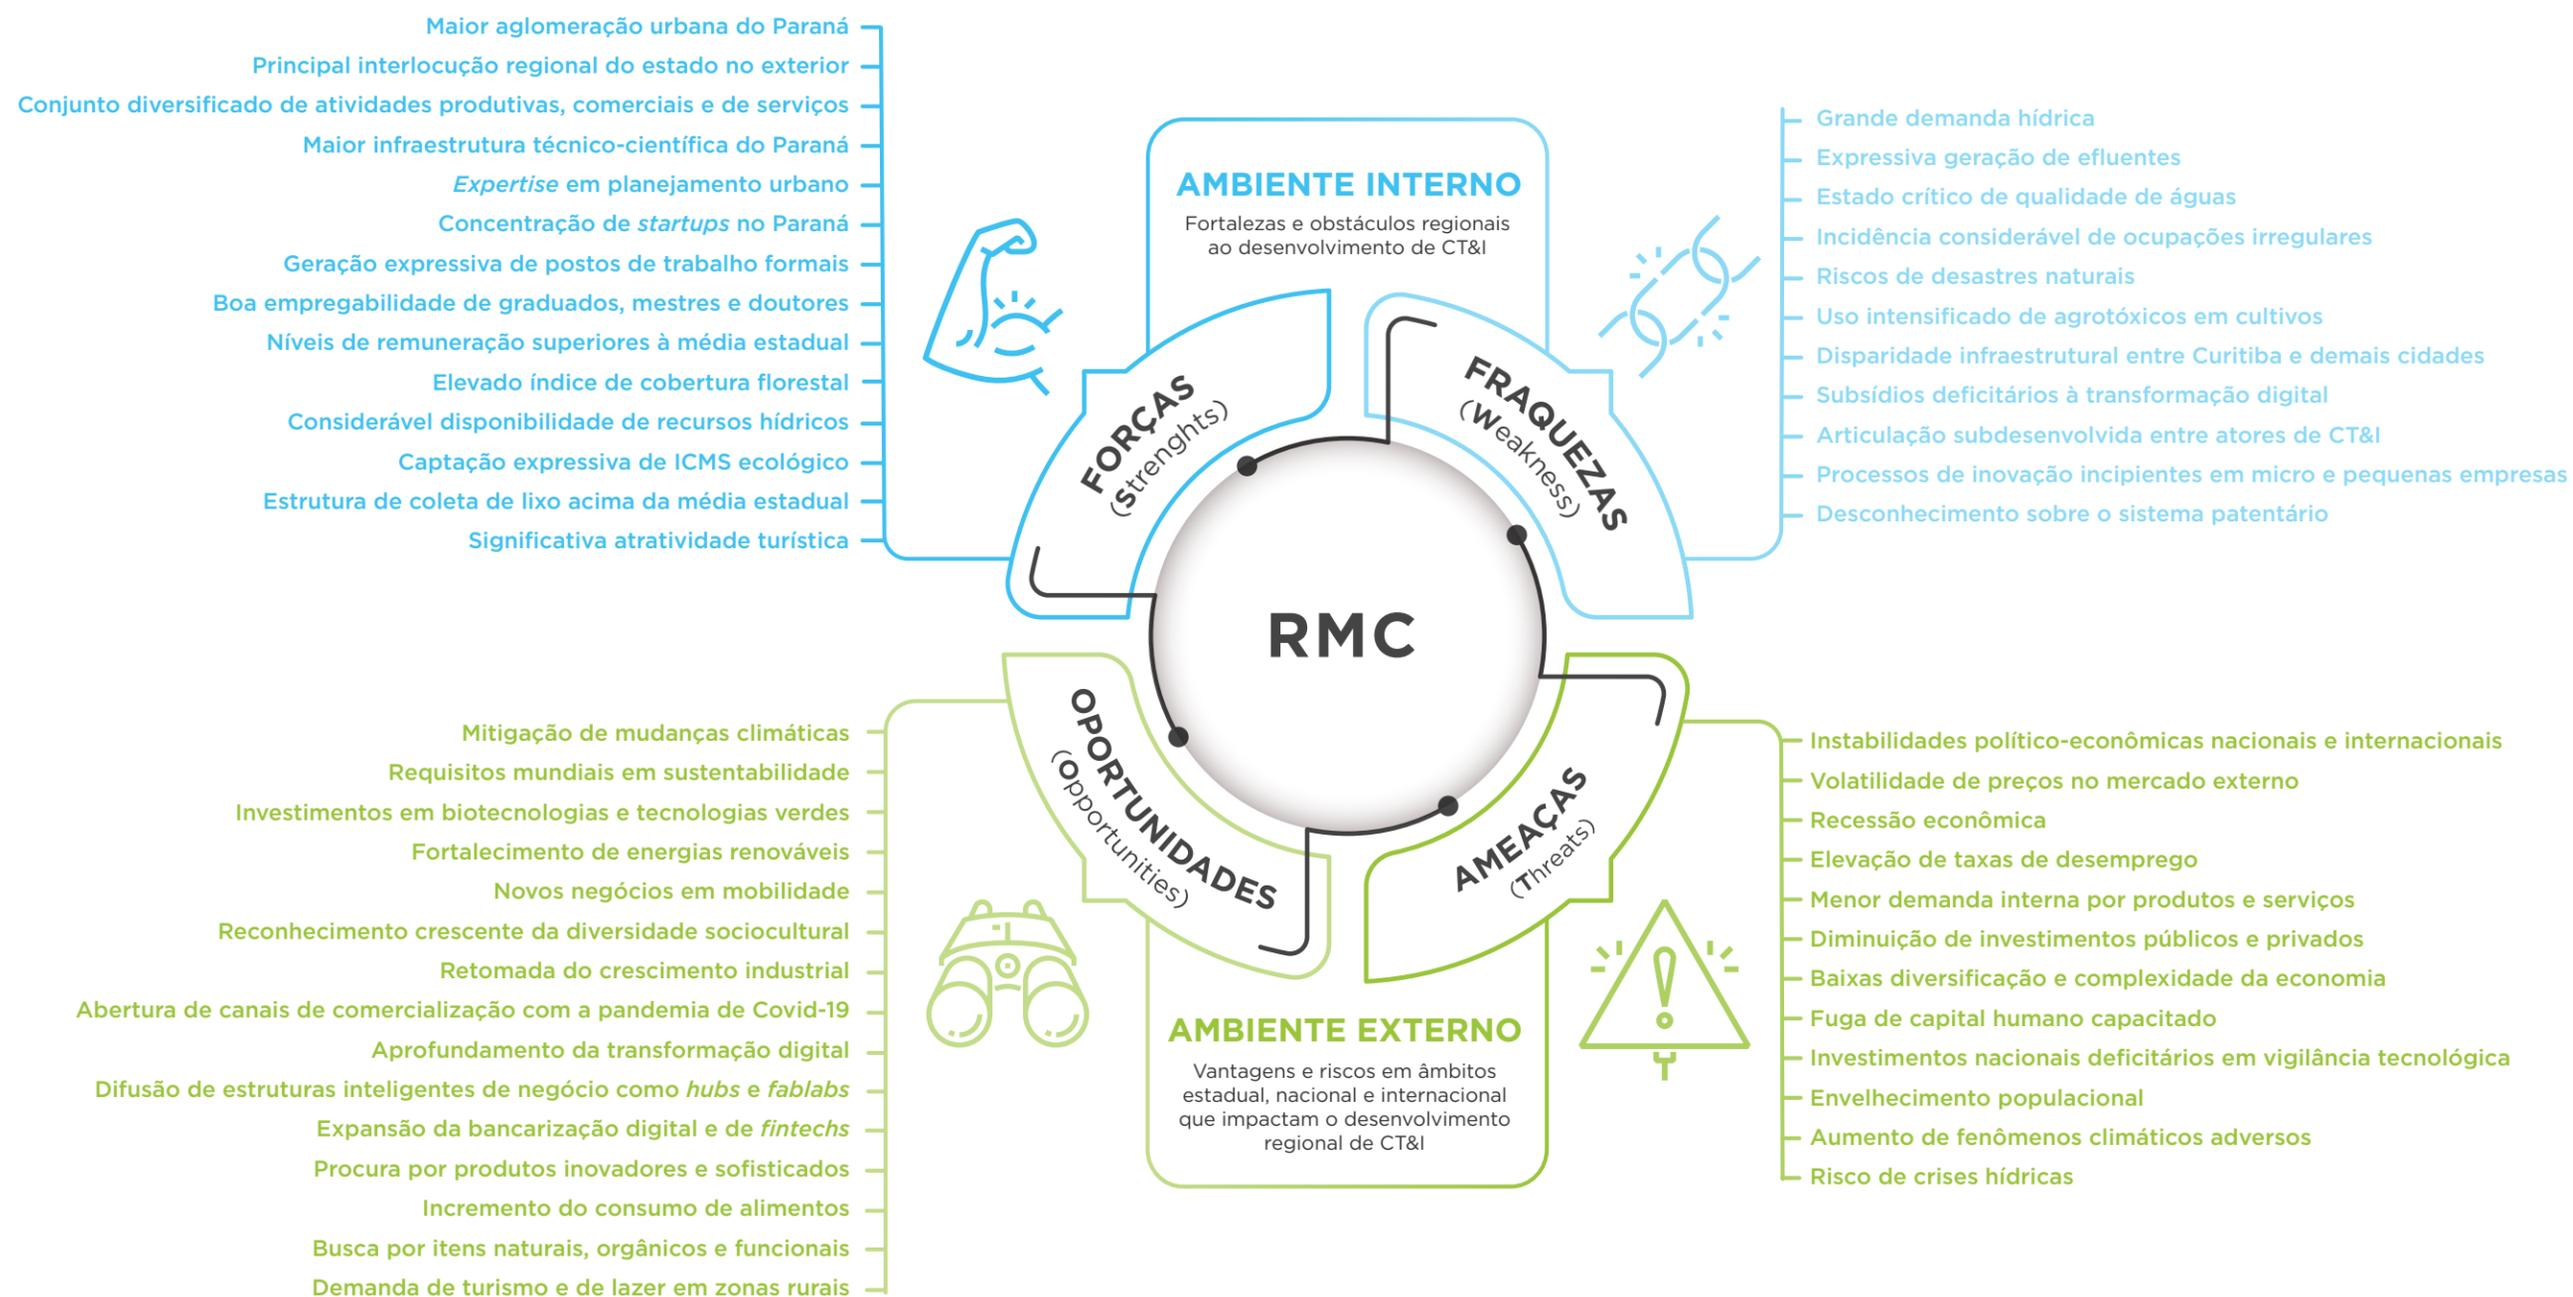 Maior aglomeração urbana do Paraná
Principal interlocução regional do estado no exterior
Conjunto diversificado de atividades produtivas, comerciais e de serviços
Maior infraestrutura técnico-científica do Paraná
Expertise em planejamento urbano
Concentração de startups no Paraná
Geração expressiva de postos de trabalho formais
Boa empregabilidade de graduados, mestres e doutores
Níveis de remuneração superiores à média estadual
Elevado índice de cobertura florestal
Considerável disponibilidade de recursos hídricos
Captação expressiva de ICMS ecológico
Estrutura de coleta de lixo acima da média estadual
Significativa atratividade turística
AMBIENTE INTERNO
Fortalezas e obstáculos regionais
ao desenvolvimento de CT&I
FORÇAS
(strenghts)
FRAQUEZAS
(Weakness)
Grande demanda hídrica
Expressiva geração de efluentes
Estado crítico de qualidade de águas
Incidência considerável de ocupações irregulares
Riscos de desastres naturais
Uso intensificado de agrotóxicos em cultivos
Disparidade infraestrutural entre Curitiba e demais cidades
Subsídios deficitários à transformação digital
Articulação subdesenvolvida entre atores de CT&I
Processos de inovação incipientes em micro e pequenas empresas
Desconhecimento sobre o sistema patentário
RMC
Mitigação de mudanças climáticas
Requisitos mundiais em sustentabilidade
Investimentos em biotecnologias e tecnologias verdes
Fortalecimento de energias renováveis
Novos negócios em mobilidade
Reconhecimento crescente da diversidade sociocultural
Retomada do crescimento industrial
Abertura de canais de comercialização com a pandemia de Covid-19
Aprofundamento da transformação digital
Difusão de estruturas inteligentes de negócio como hubs e fablabs
Expansão da bancarização digital e de fintechs
Procura por produtos inovadores e sofisticados
Incremento do consumo de alimentos
Busca por itens naturais, orgânicos e funcionais
Demanda de turismo e de lazer em zonas rurais
OPORTUNIDADES
(opportunities)
AMEAÇAS
(Threats)
AMBIENTE EXTERNO
Vantagens e riscos em âmbitos
estadual, nacional e internacional
que impactam o desenvolvimento
regional de CT&I
Instabilidades político-econômicas nacionais e internacionais
Volatilidade de preços no mercado externo
Recessão econômica
Elevação de taxas de desemprego
Menor demanda interna por produtos e serviços
Diminuição de investimentos públicos e privados
Baixas diversificação e complexidade da economia
Fuga de capital humano capacitado
Investimentos nacionais deficitários em vigilância tecnológica
Envelhecimento populacional
Aumento de fenômenos climáticos adversos
Risco de crises hídricas